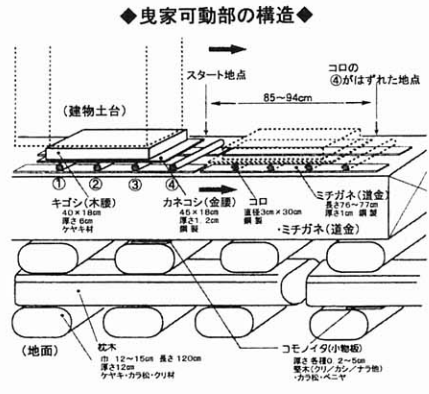 ◆曳家可動部の構造◆
コロの
④がはずれた地点
スタート地点
85〜94cm
(建物土台)
① ② ③ ④
キゴシ(木腰)
40×18cm
厚さ6cm
ケヤキ材
カネコシ(金腰)
45×18cm
厚さ1.2cm
鋼製
コロ
直径3cm×30cm
鋼製
ミチガネ(道金)
長さ76〜77cm
厚さ1cm 鋼製
・ミチガネ(道金)
(地面)
枕木
巾 12〜15cm 長さ120cm
厚さ12cm
ケヤキ・カラ松・クリ材
コモノイタ(小物板)
厚さ各種0.2〜5cm
堅木(クリ/カシ/ナラ他)
・カラ松・ベニヤ